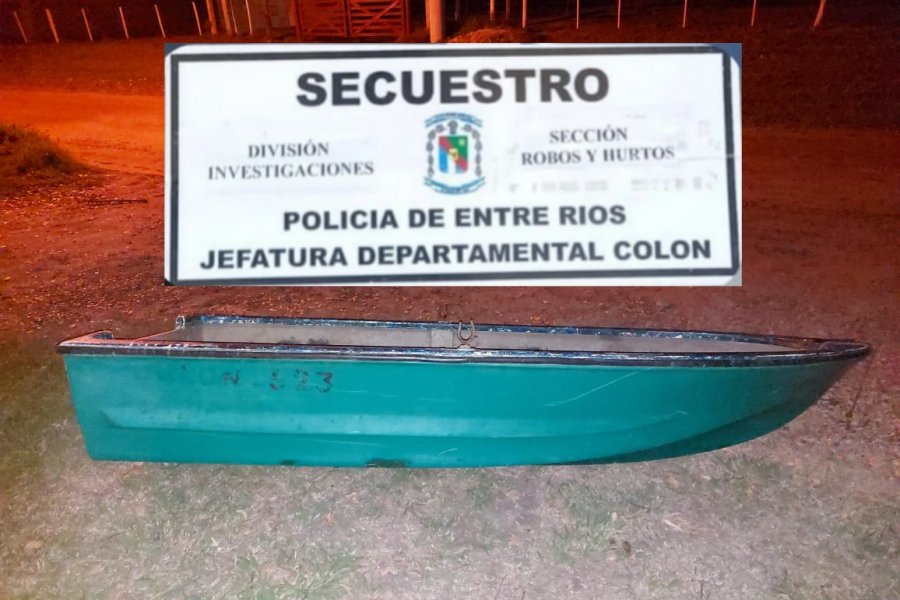 SECUESTRO
DIVISIÓN
INVESTIGACIONES
SECCIÓN
ROBOS Y HURTOS
POLICIA DE ENTRE RIOS
JEFATURA DEPARTAMENTAL COLON